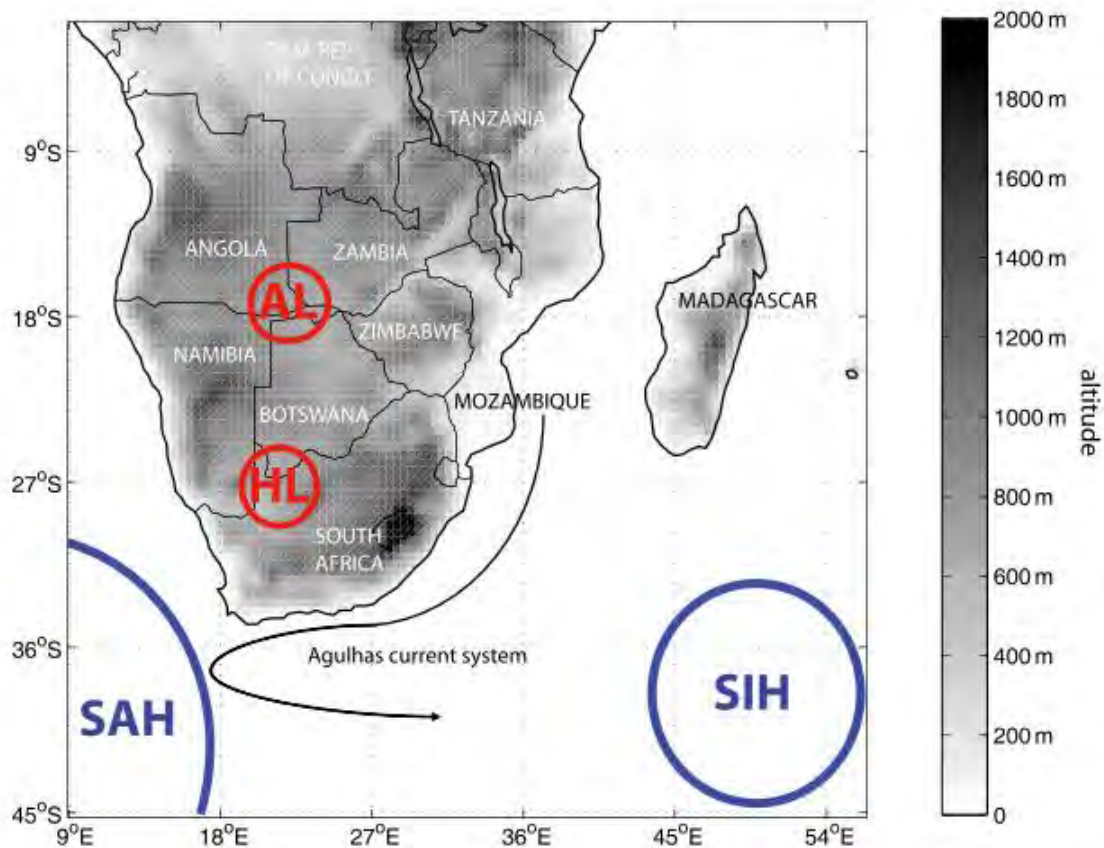 2000 m
1800 m
1600 m
1400 m
1200 m
1000 m
800 m
600 m
400 m
200 m
0
altitude
DEM. REP.
OF CONGO
TANZANIA
9°S
ANGOLA
ZAMBIA
AL
MADAGASCAR
18°S
ZIMBABWE
NAMIBIA
BOTSWANA
MOZAMBIQUE
27°S
HL
SOUTH
AFRICA
36°S
Agulhas current system
SAH
SIH
45°S
9°E
18°E
27°E
36°E
45°E
54°E